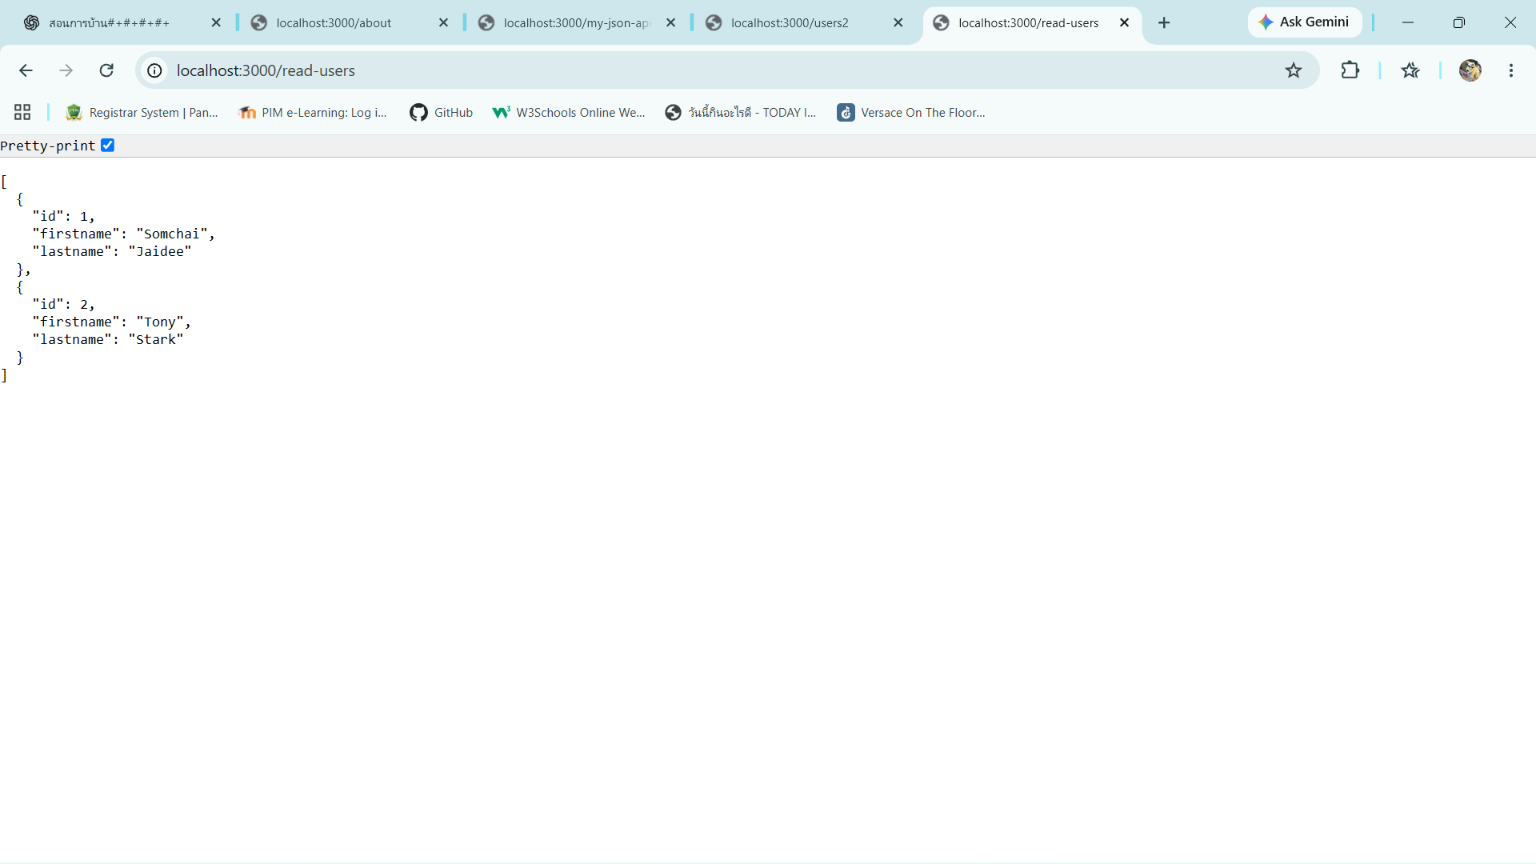 สอนการบ้าน#+#+#+#+
localhost:3000/about
localhost:3000/my-json-ap
localhost:3000/users2
localhost:3000/read-users
Ask Gemini
localhost:3000/read-users
Registrar System | Pan...
PIM e-Learning: Log i...
GitHub
W3Schools Online We...
วันนี้กินอะไรดี - TODAY I...
Versace On The Floor...
Pretty-print
[
{
"id": 1,
"firstname": "Somchai",
"lastname": "Jaidee"
},
{
"id": 2,
"firstname": "Tony",
"lastname": "Stark"
}
]